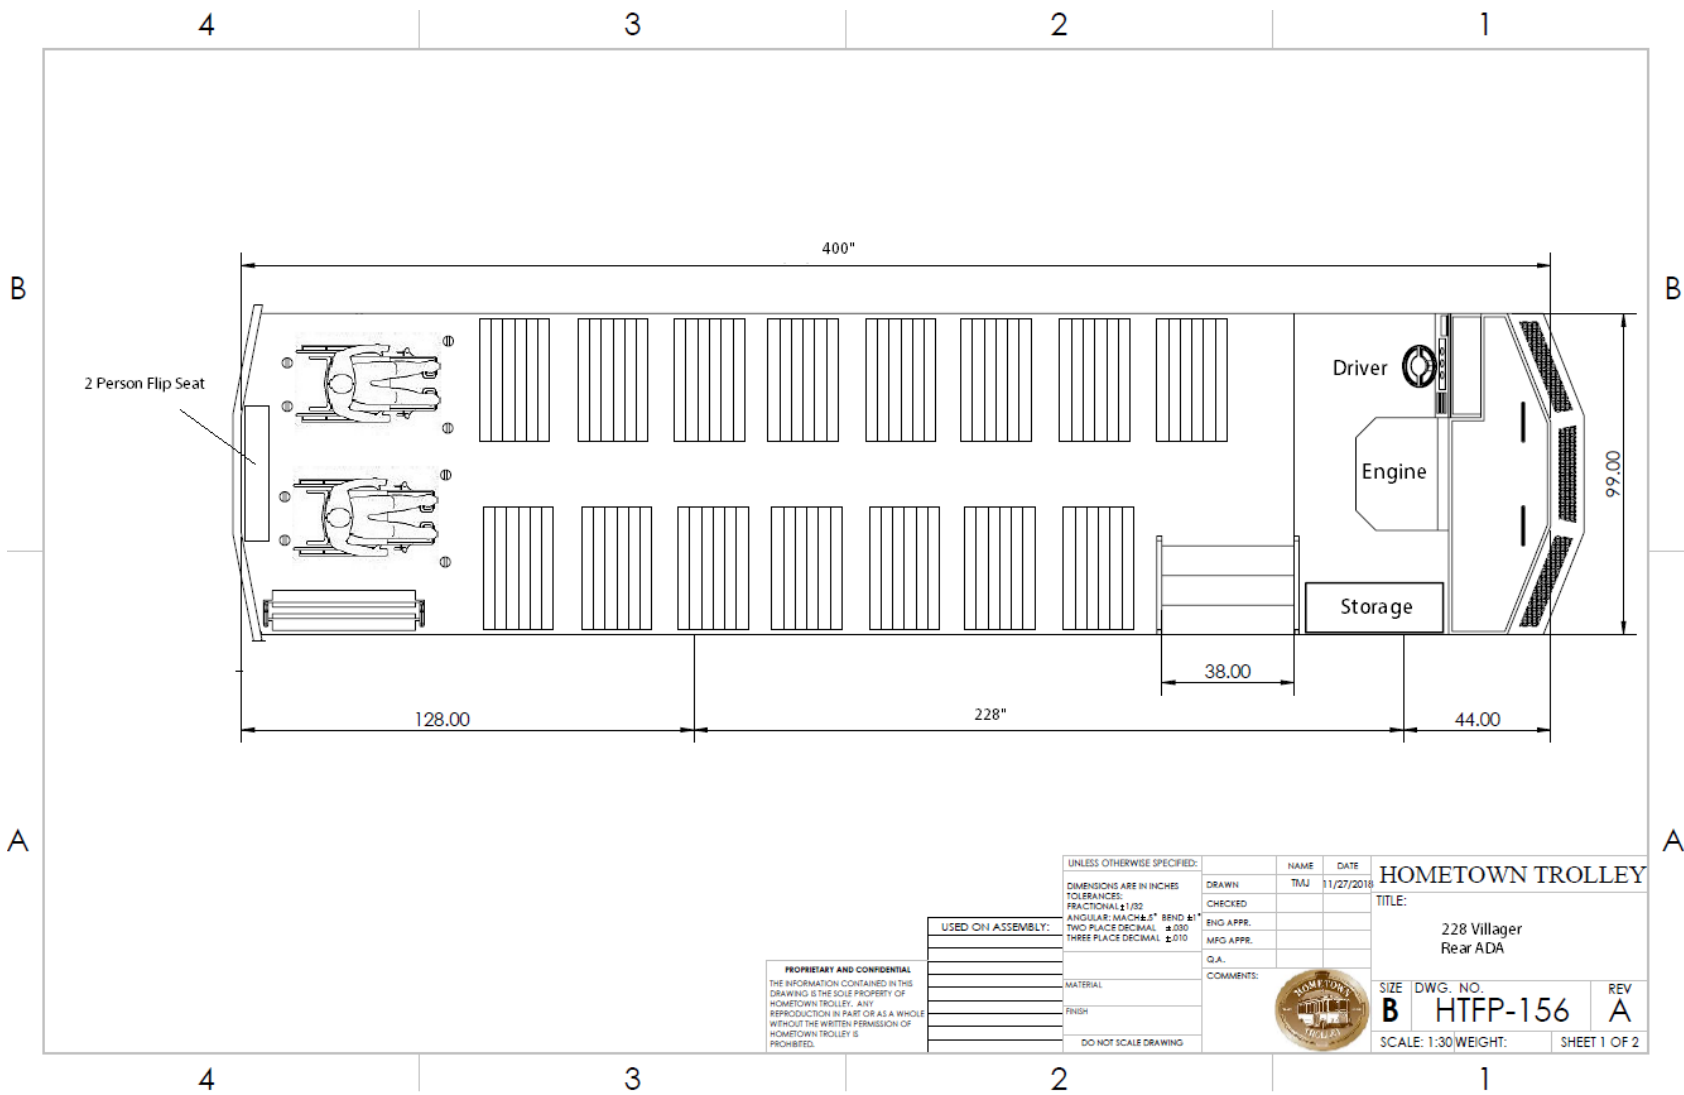 4 3 2 1
400"
B B
2 Person Flip Seat
Driver
Engine
99.00
Storage
38.00
128.00 228" 44.00
A A
UNLESS OTHERWISE SPECIFIED:
DIMENSIONS ARE IN INCHES
TOLERANCES:
FRACTIONAL ±1/32
ANGULAR: MACH±.5° BEND ±1°
TWO PLACE DECIMAL ±.030
THREE PLACE DECIMAL ±.010
MATERIAL
FINISH
DO NOT SCALE DRAWING
NAME DATE
DRAWN TMJ 11/27/2018
CHECKED
ENG APPR.
MFG APPR.
Q.A.
COMMENTS:
HOMETOWN
TROLLEY
HOMETOWN TROLLEY
TITLE:
228 Villager
Rear ADA
SIZE DWG. NO. REV
B HTFP-156 A
SCALE: 1:30 WEIGHT: SHEET 1 OF 2
USED ON ASSEMBLY:
PROPRIETARY AND CONFIDENTIAL
THE INFORMATION CONTAINED IN THIS
DRAWING IS THE SOLE PROPERTY OF
HOMETOWN TROLLEY. ANY
REPRODUCTION IN PART OR AS A WHOLE
WITHOUT THE WRITTEN PERMISSION OF
HOMETOWN TROLLEY IS
PROHIBITED.
4 3 2 1